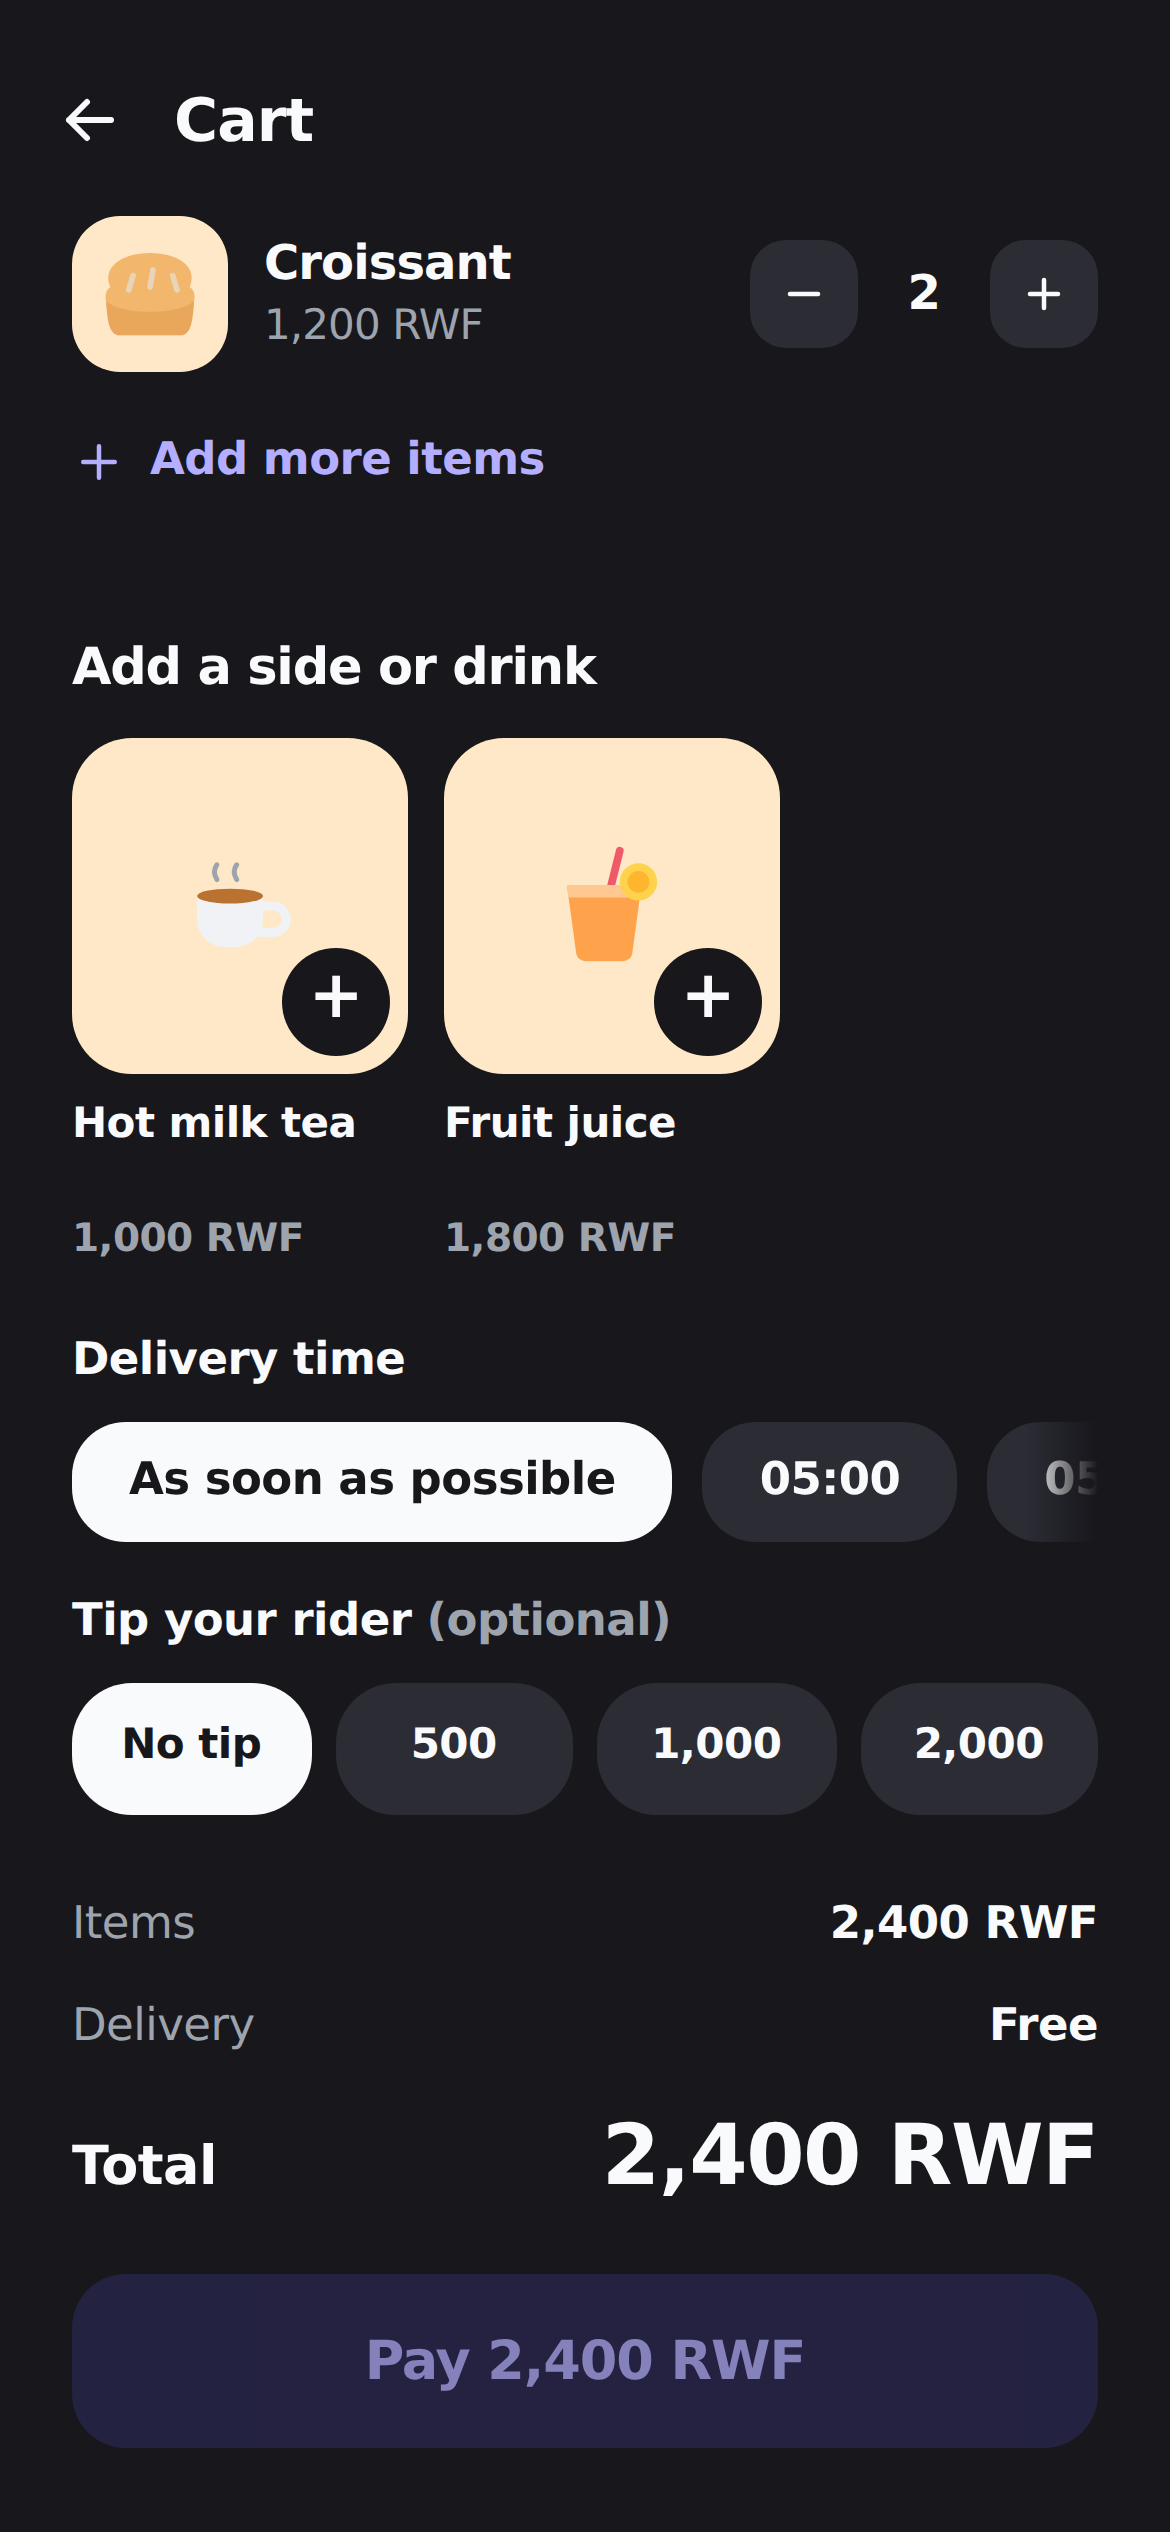 Cart
Croissant
1,200 RWF
2
Add more items
Add a side or drink
Hot milk tea
Fruit juice
1,000 RWF
1,800 RWF
Delivery time
As soon as possible
05:00
Tip your rider (optional)
No tip
500
1,000
2,000
Items
2,400 RWF
Delivery
Free
Total
2,400 RWF
Pay 2,400 RWF